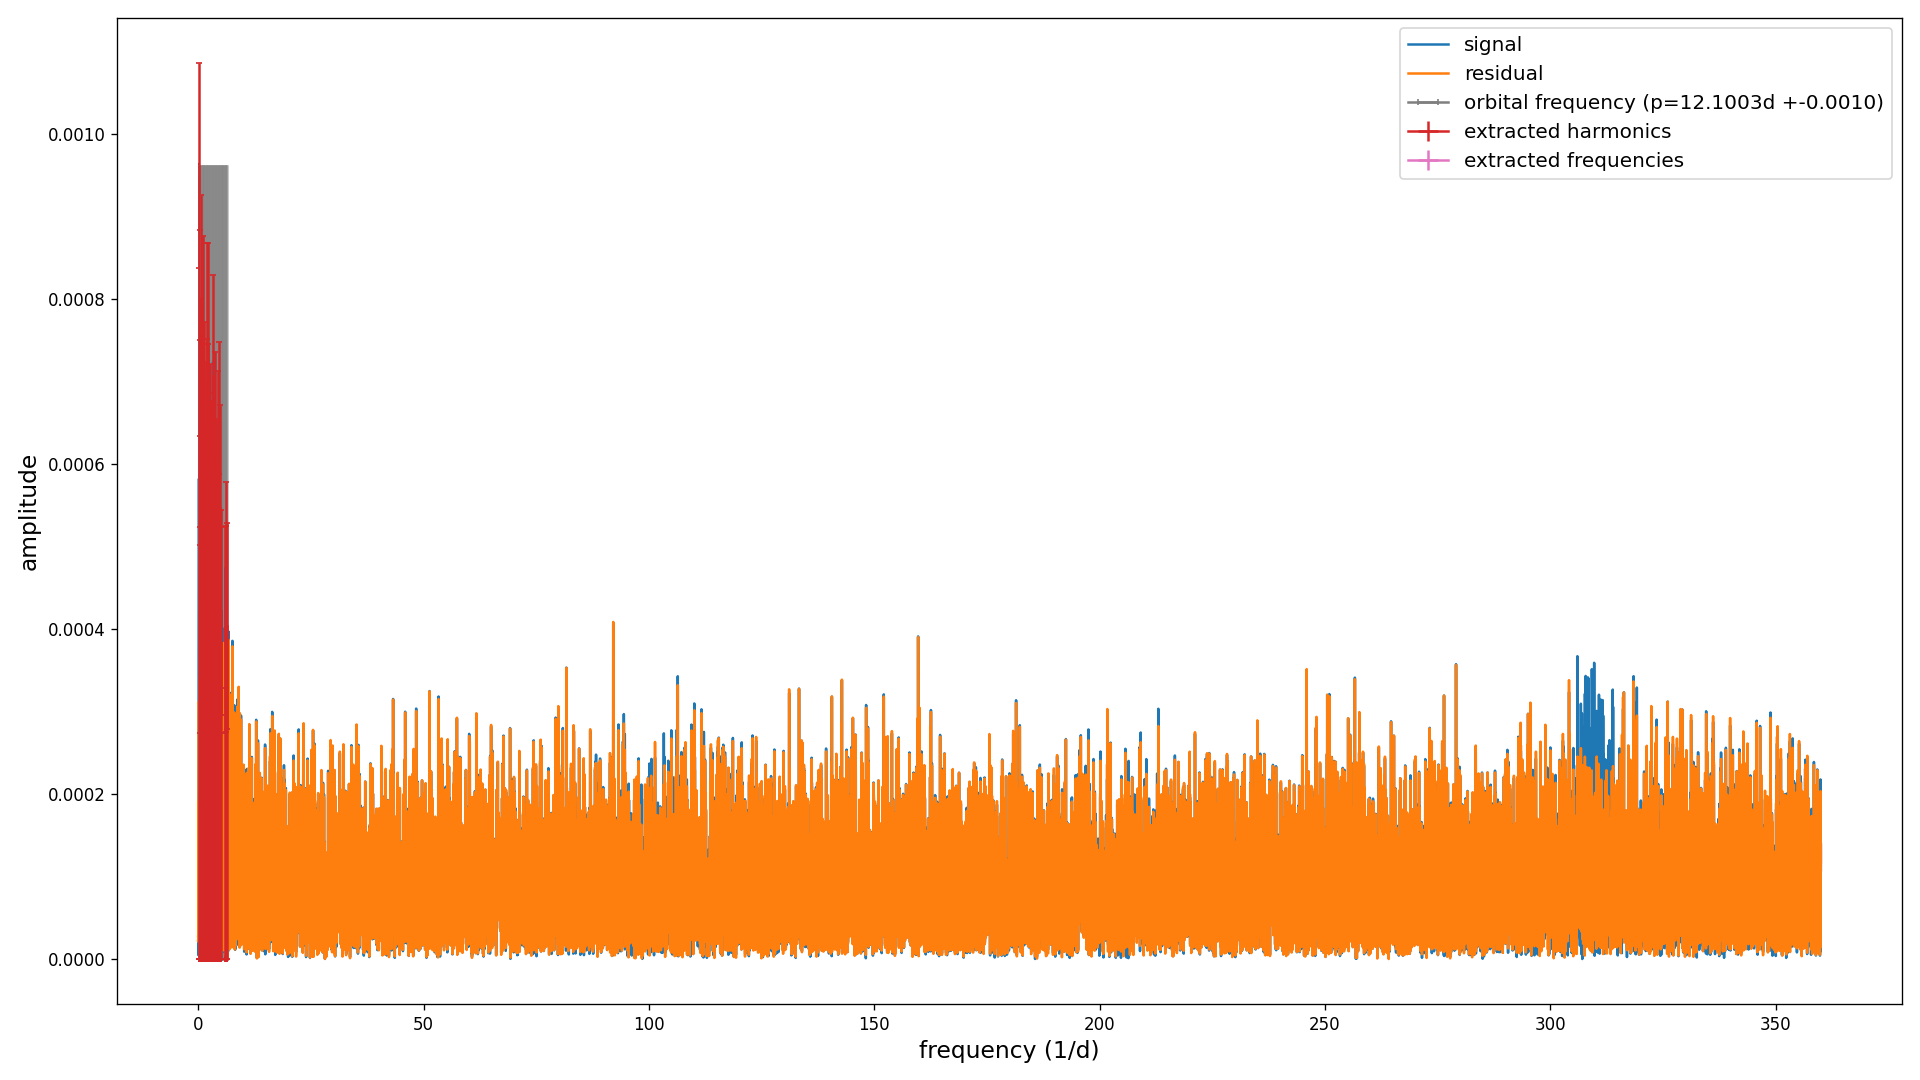 signal
residual
orbital frequency (p=12.1003d +-0.0010)
extracted harmonics
extracted frequencies
0.0010
0.0008
0.0006
0.0004
0.0002
0.0000
amplitude
0 50 100 150 200 250 300 350
frequency (1/d)